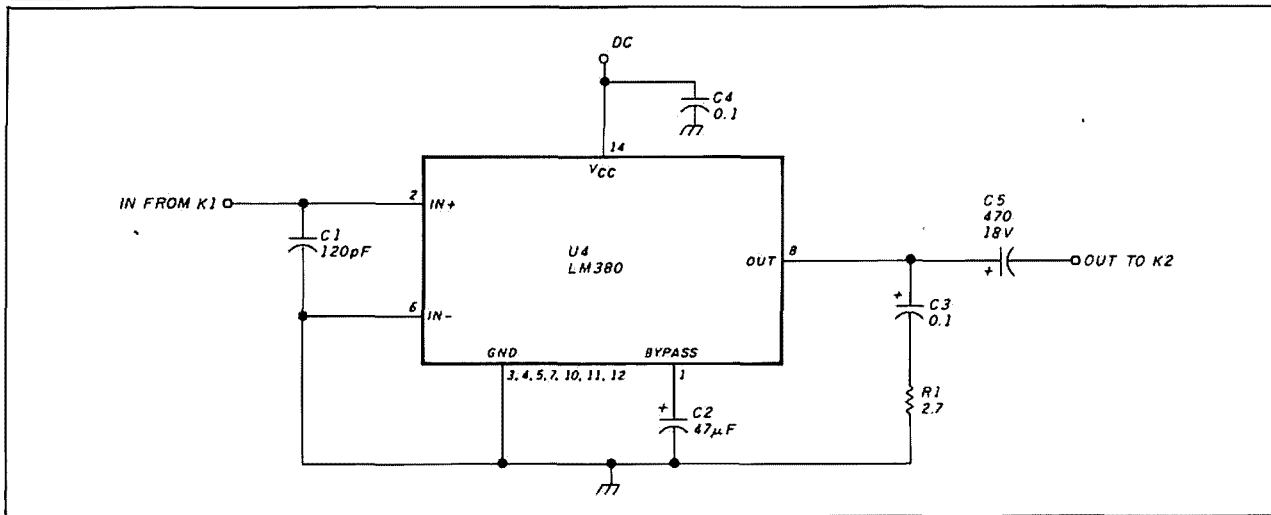 DC
C4
0.1
14
VCC
IN FROM K1
2
IN+
C1
120pF
U4
LM380
C5
470
18V
+
8
OUT
OUT TO K2
+
C3
0.1
6
IN-
GND
BYPASS
3, 4, 5, 7, 10, 11, 12
1
+
C2
47µF
R1
2.7